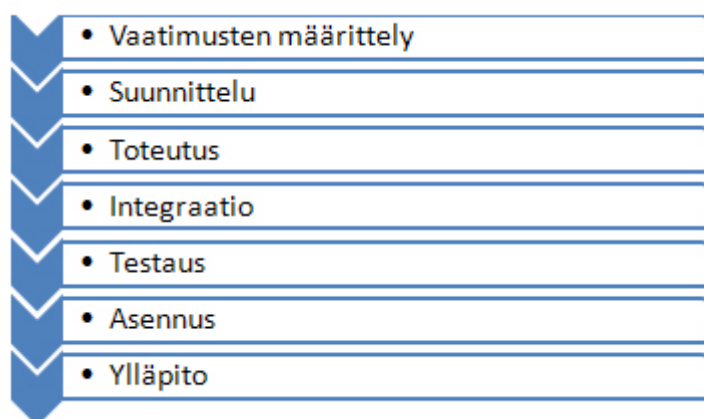 • Vaatimusten määrittely
• Suunnittelu
• Toteutus
• Integraatio
• Testaus
• Asennus
• Ylläpito